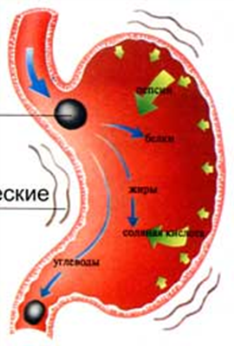 пепсин
белки
еские
жиры
соляная кислота
углеводы